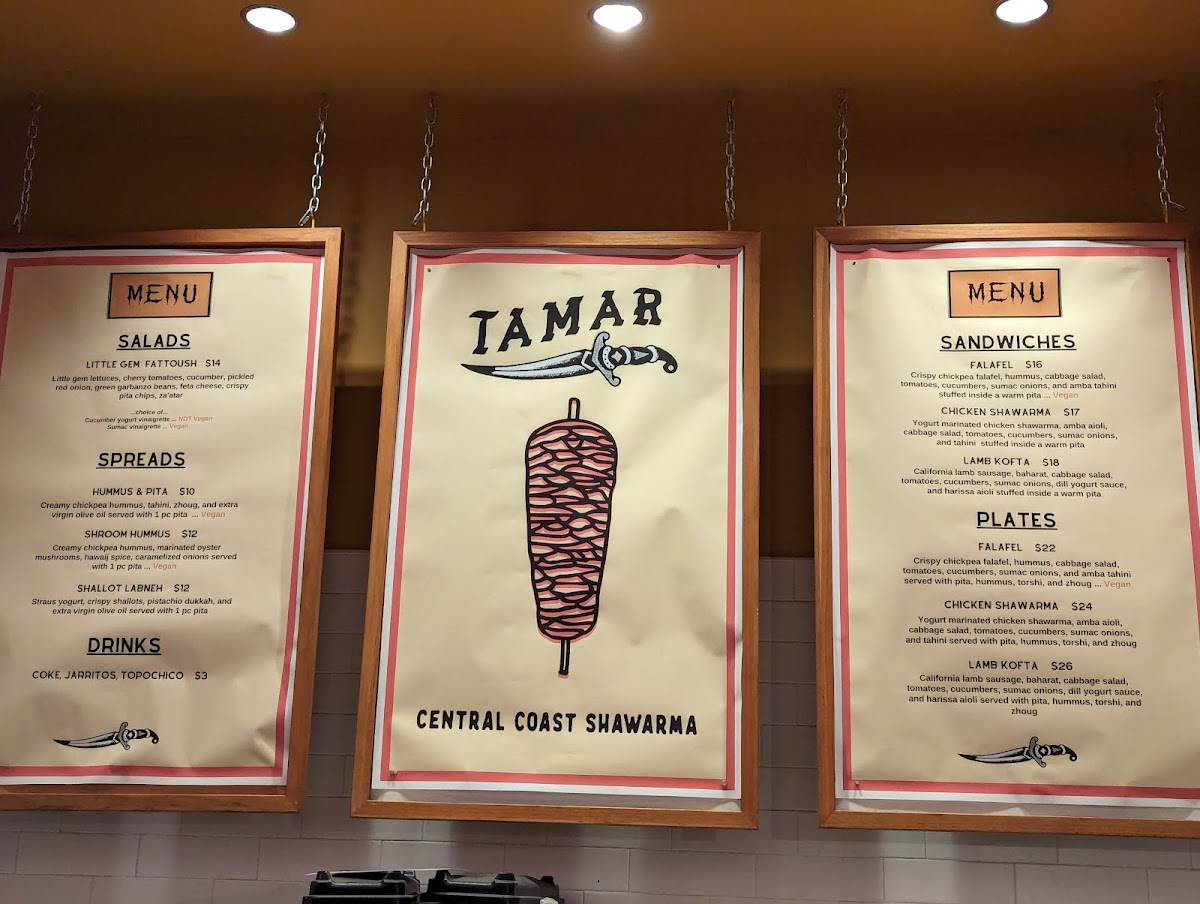 MENU
SALADS
LITTLE GEM FATTOUSH $14
Little gem lettuces, cherry tomatoes, cucumber, pickled
red onion, green garbanzo beans, feta cheese, crispy
pita chips, za'atar
...choice of...
Cucumber yogurt vinaigrette ... NOT Vegan
Sumac vinaigrette ... Vegan
SPREADS
HUMMUS & PITA $10
Creamy chickpea hummus, tahini, zhoug, and extra
virgin olive oil served with 1 pc pita ... Vegan
SHROOM HUMMUS $12
Creamy chickpea hummus, marinated oyster
mushrooms, hawaij spice, caramelized onions served
with 1 pc pita ... Vegan
SHALLOT LABNEH $12
Straus yogurt, crispy shallots, pistachio dukkah, and
extra virgin olive oil served with 1 pc pita
DRINKS
COKE, JARRITOS, TOPOCHICO $3
TAMAR
CENTRAL COAST SHAWARMA
MENU
SANDWICHES
FALAFEL $16
Crispy chickpea falafel, hummus, cabbage salad,
tomatoes, cucumbers, sumac onions, and amba tahini
stuffed inside a warm pita ... Vegan
CHICKEN SHAWARMA $17
Yogurt marinated chicken shawarma, amba aioli,
cabbage salad, tomatoes, cucumbers, sumac onions,
and tahini stuffed inside a warm pita
LAMB KOFTA $18
California lamb sausage, baharat, cabbage salad,
tomatoes, cucumbers, sumac onions, dill yogurt sauce,
and harissa aioli stuffed inside a warm pita
PLATES
FALAFEL $22
Crispy chickpea falafel, hummus, cabbage salad,
tomatoes, cucumbers, sumac onions, and amba tahini
served with pita, hummus, torshi, and zhoug ... Vegan
CHICKEN SHAWARMA $24
Yogurt marinated chicken shawarma, amba aioli,
cabbage salad, tomatoes, cucumbers, sumac onions,
and tahini served with pita, hummus, torshi, and zhoug
LAMB KOFTA $26
California lamb sausage, baharat, cabbage salad,
tomatoes, cucumbers, sumac onions, dill yogurt sauce,
and harissa aioli served with pita, hummus, torshi, and
zhoug